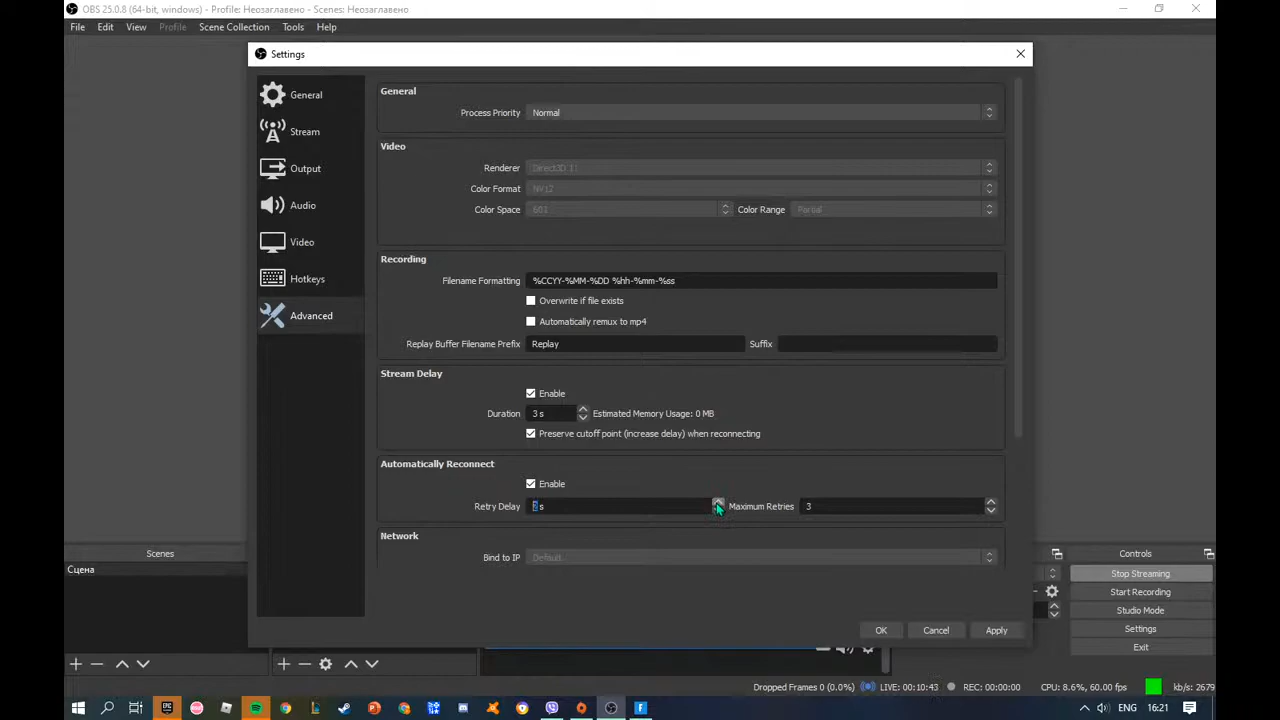 OBS 25.0.8 (64-bit, windows) - Profile: Неозаглавено - Scenes: Неозаглавено
File Edit View Profile Scene Collection Tools Help
Settings
General
Stream
Output
Audio
Video
Hotkeys
Advanced
General
Process Priority Normal
Video
Renderer Direct3D 11
Color Format NV12
Color Space 601 Color Range Partial
Recording
Filename Formatting %CCYY-%MM-%DD %hh-%mm-%ss
Overwrite if file exists
Automatically remux to mp4
Replay Buffer Filename Prefix Replay Suffix
Stream Delay
Enable
Duration 3 s Estimated Memory Usage: 0 MB
Preserve cutoff point (increase delay) when reconnecting
Automatically Reconnect
Enable
Retry Delay s Maximum Retries 3
Network
Bind to IP Default
OK Cancel Apply
Scenes
Сцена
Controls
Stop Streaming
Start Recording
Studio Mode
Settings
Exit
Dropped Frames 0 (0.0%) LIVE: 00:10:43 REC: 00:00:00 CPU: 8.6%, 60.00 fps kb/s: 2679
EPIC
ENG 16:21